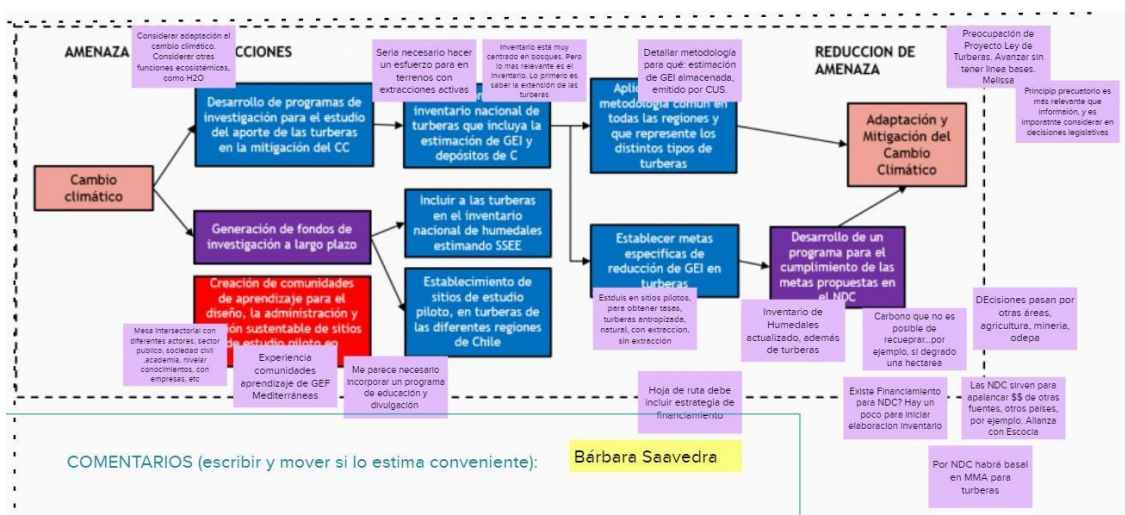 AMENAZA
CCIONES
REDUCCION DE
AMENAZA
Considerar adaptación al
cambio climático.
Considerar otras
funciones ecosistémicas,
como H2O
Seria necesario hacer
un esfuerzo para en
terrenos con
extracciones activas
Inventario está muy
centrado en bosques. Pero
lo mas relevante es el
Inventario. Lo primero es
saber la extensión de las
turberas
Detallar metodología
para qué: estimación
de GEI almacenada,
emitido por CUS.
Preocupación de
Proyecto Ley de
Turberas. Avanzar sin
tener linea bases.
Melissa
Principip precuatorio es
más relevante que
informaión, y es
imporatnte considerar en
decisiones legislativas
Cambio
climático
Desarrollo de programas de
investigación para el estudio
del aporte de las turberas
en la mitigación del CC
inventario nacional de
turberas que incluya la
estimación de GEI y
depósitos de C
metodología común en
todas las regiones y
que represente los
distintos tipos de
turberas
Adaptación y
Mitigación del
Cambio
Climático
Generación de fondos de
investigación a largo plazo
Incluir a las turberas
en el inventario
nacional de humedales
estimando SSEE
Establecer metas
especificas de
reducción de GEI en
turberas
Desarrollo de un
programa para el
cumplimiento de las
metas propuestas en
el NDC
Creación de comunidades
de aprendizaje para el
diseño, la administración y
ión sustentable de sitios
de estudio piloto en
Establecimiento de
sitios de estudio
piloto, en turberas de
las diferentes regiones
de Chile
Mesa Intersectorial con
diferentes actores, sector
publico, sociedad civil
,academia, nivelar
conocimientos, con
empresas, etc
Experiencia
comunidades
aprendizaje de GEF
Mediterráneas
Me parece necesario
incorporar un programa
de educación y
divulgación
Estduis en sitios pilotos,
para obtener tasas,
turberas antropizada,
natural, con extraccion,
sin extracción
Inventario de
Humedales
actualizado, además
de turberas
Carbono que no es
posible de
recueprar...por
ejemplo, si degrado
una hectarea
DEcisiones pasan por
otras áreas,
agricultura, mineria,
odepa
Hoja de ruta debe
incluir estrategia de
financiamiento
Existe Financiamiento
para NDC? Hay un
poco para iniciar
elaboracion inventario
Las NDC sirven para
apalancar $$ de otras
fuentes, otros países,
por ejemplo. Alianza
con Escocia
Por NDC habrá basal
en MMA para
turberas
COMENTARIOS (escribir y mover si lo estima conveniente):
Bárbara Saavedra